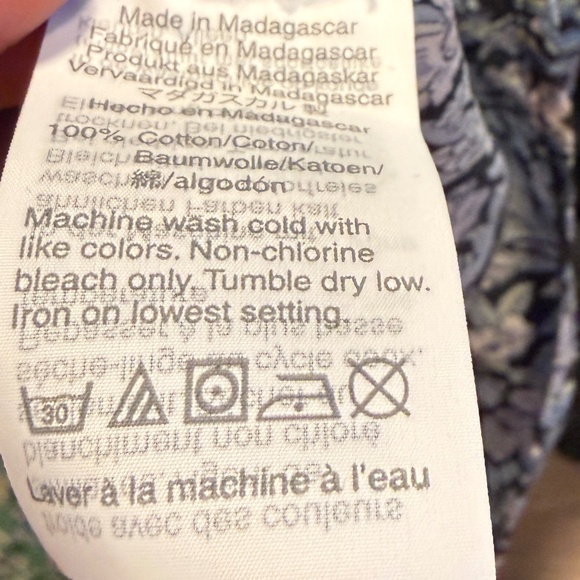 Made in Madagascar
Fabriqué en Madagascar
Produkt aus Madagaskar
Vervaardigd in Madagascar
マダガスカル 製
Hecho en Madagascar
100% Cotton/Coton/
Baumwolle/Katoen/
綿/algodón
Machine wash cold with
like colors. Non-chlorine
bleach only. Tumble dry low.
Iron on lowest setting.
30
Laver à la machine à l'eau